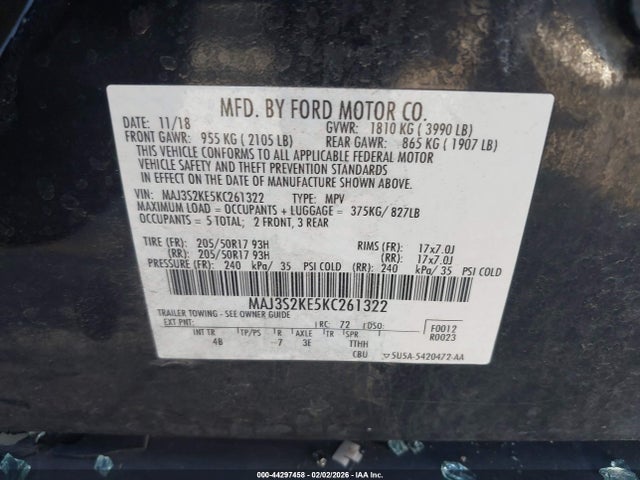 MFD. BY FORD MOTOR CO.
DATE: 11/18 GVWR: 1810 KG ( 3990 LB)
FRONT GAWR: 955 KG ( 2105 LB) REAR GAWR: 865 KG ( 1907 LB)
THIS VEHICLE CONFORMS TO ALL APPLICABLE FEDERAL MOTOR
VEHICLE SAFETY AND THEFT PREVENTION STANDARDS
IN EFFECT ON THE DATE OF MANUFACTURE SHOWN ABOVE.
VIN: MAJ3S2KE5KC261322 TYPE: MPV
MAXIMUM LOAD = OCCUPANTS + LUGGAGE = 375KG/ 827LB
OCCUPANTS = 5 TOTAL; 2 FRONT, 3 REAR
TIRE (FR): 205/50R17 93H RIMS (FR): 17x7.0J
(RR): 205/50R17 93H (RR): 17x7.0J
PRESSURE (FR): 240 kPa/ 35 PSI COLD (RR): 240 kPa/ 35 PSI COLD
MAJ3S2KE5KC261322
TRAILER TOWING - SEE OWNER GUIDE
EXT PNT: RC: 72 DSO: F0012
R0023
INT TR TP/PS R AXLE TR SPR
4B 7 3E TTHH
CBU 5U5A-5420472-AA
000-44297458 - 02/02/2026 - IAA Inc.